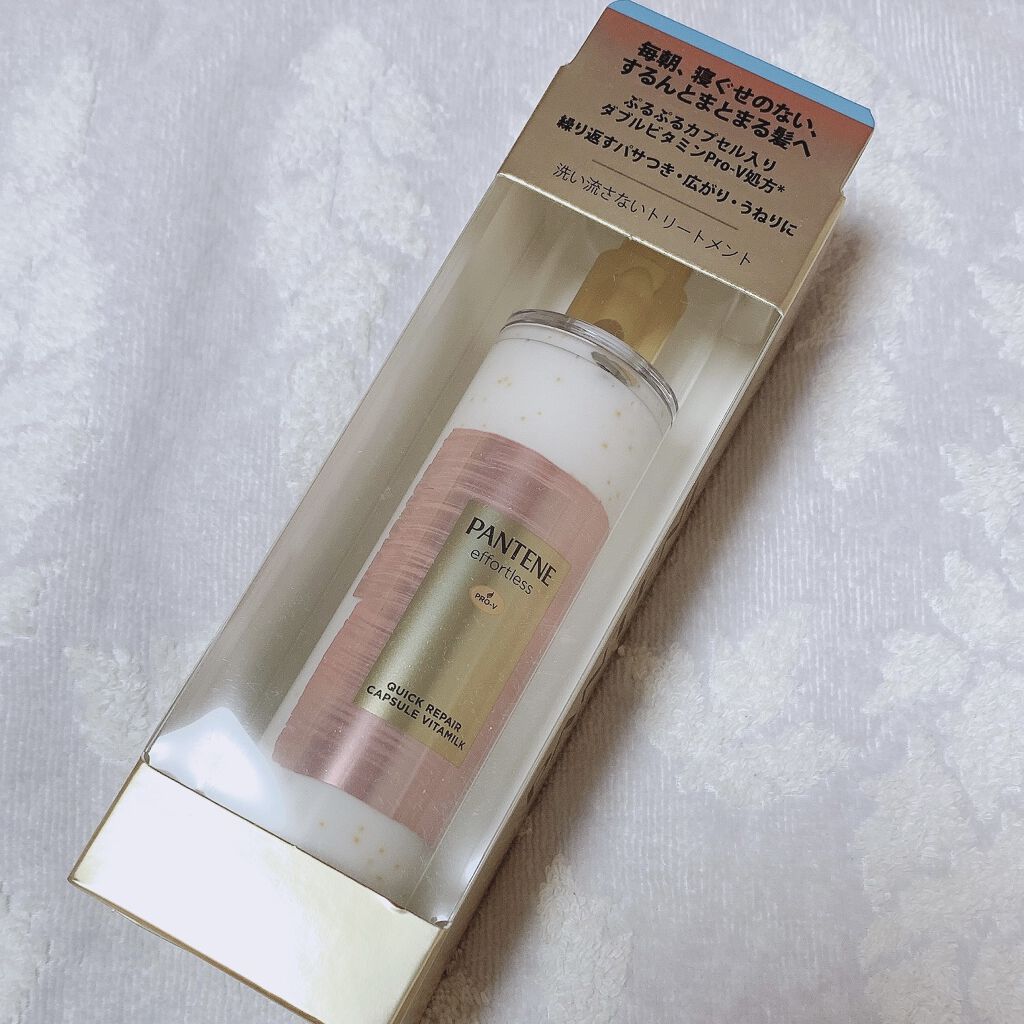 毎朝、寝ぐせのない、
するんとまとまる髪へ
ぷるぷるカプセル入り
ダブルビタミンPro-V処方*
繰り返すパサつき・広がり・うねりに
洗い流さないトリートメント
PANTENE
effortless
PRO-V
QUICK REPAIR
CAPSULE VITAMILK